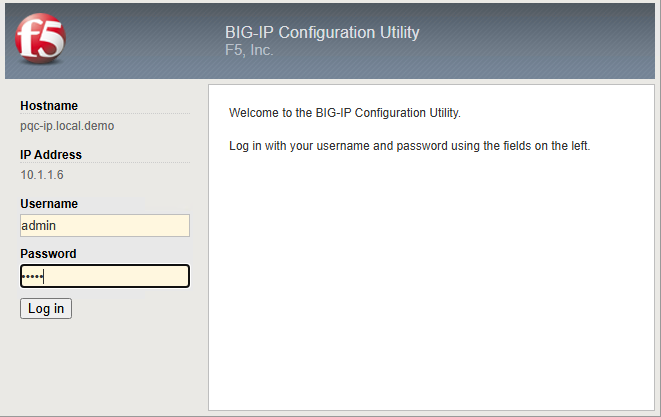 f5
BIG-IP Configuration Utility
F5, Inc.
Hostname
pqc-ip.local.demo
IP Address
10.1.1.6
Username
admin
Password
•••••
Log in
Welcome to the BIG-IP Configuration Utility.
Log in with your username and password using the fields on the left.